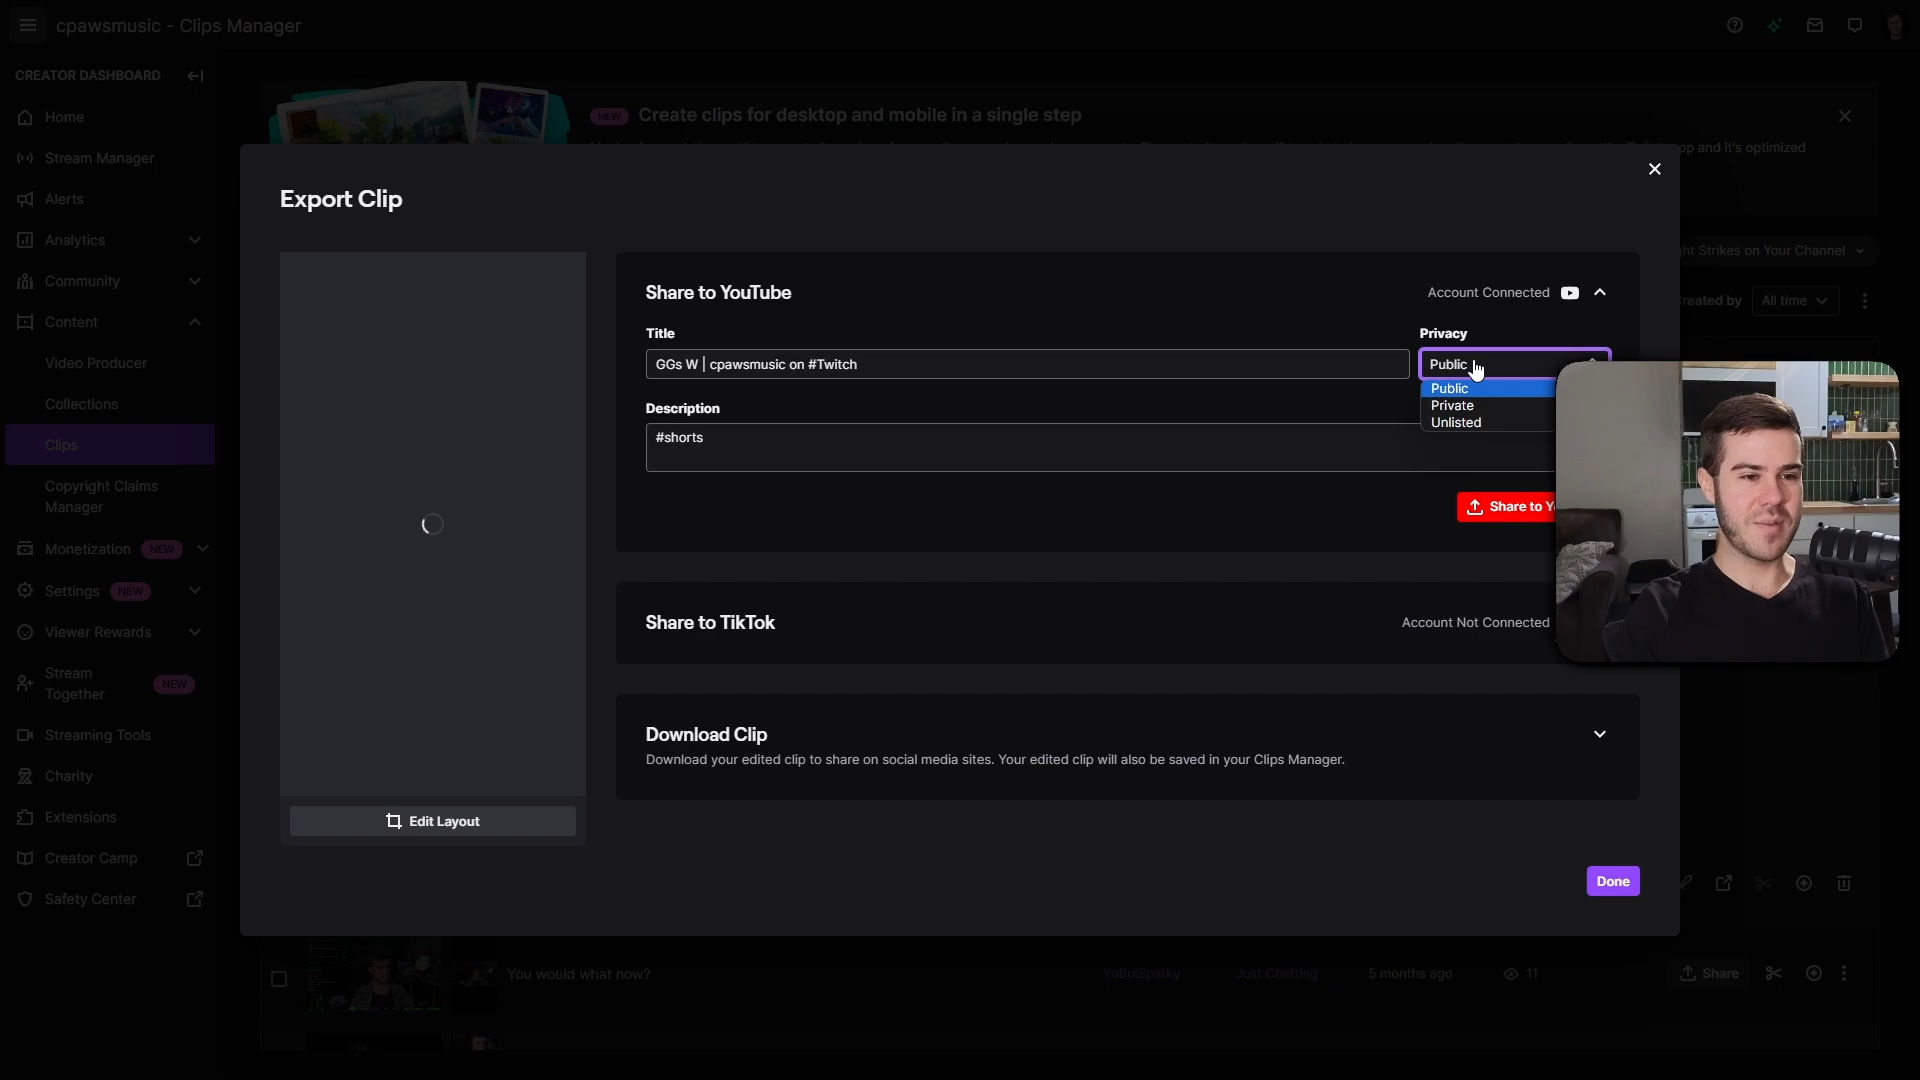 cpawsmusic - Clips Manager
CREATOR DASHBOARD
Home
Stream Manager
Alerts
Analytics
Community
Content
Video Producer
Collections
Clips
Copyright Claims
Manager
Monetization NEW
Settings NEW
Viewer Rewards
Stream
Together
NEW
Streaming Tools
Charity
Extensions
Creator Camp
Safety Center
NEW Create clips for desktop and mobile in a single step
app and it's optimized
Strikes on Your Channel
Created by All time
Export Clip
Share to YouTube
Account Connected
Title
Privacy
GGs W | cpawsmusic on #Twitch
Public
Public
Private
Unlisted
Description
#shorts
Share to
Share to TikTok
Account Not Connected
Download Clip
Download your edited clip to share on social media sites. Your edited clip will also be saved in your Clips Manager.
Edit Layout
Done
You would what now?
YoBoiSparky
Just Chatting
5 months ago
11
Share